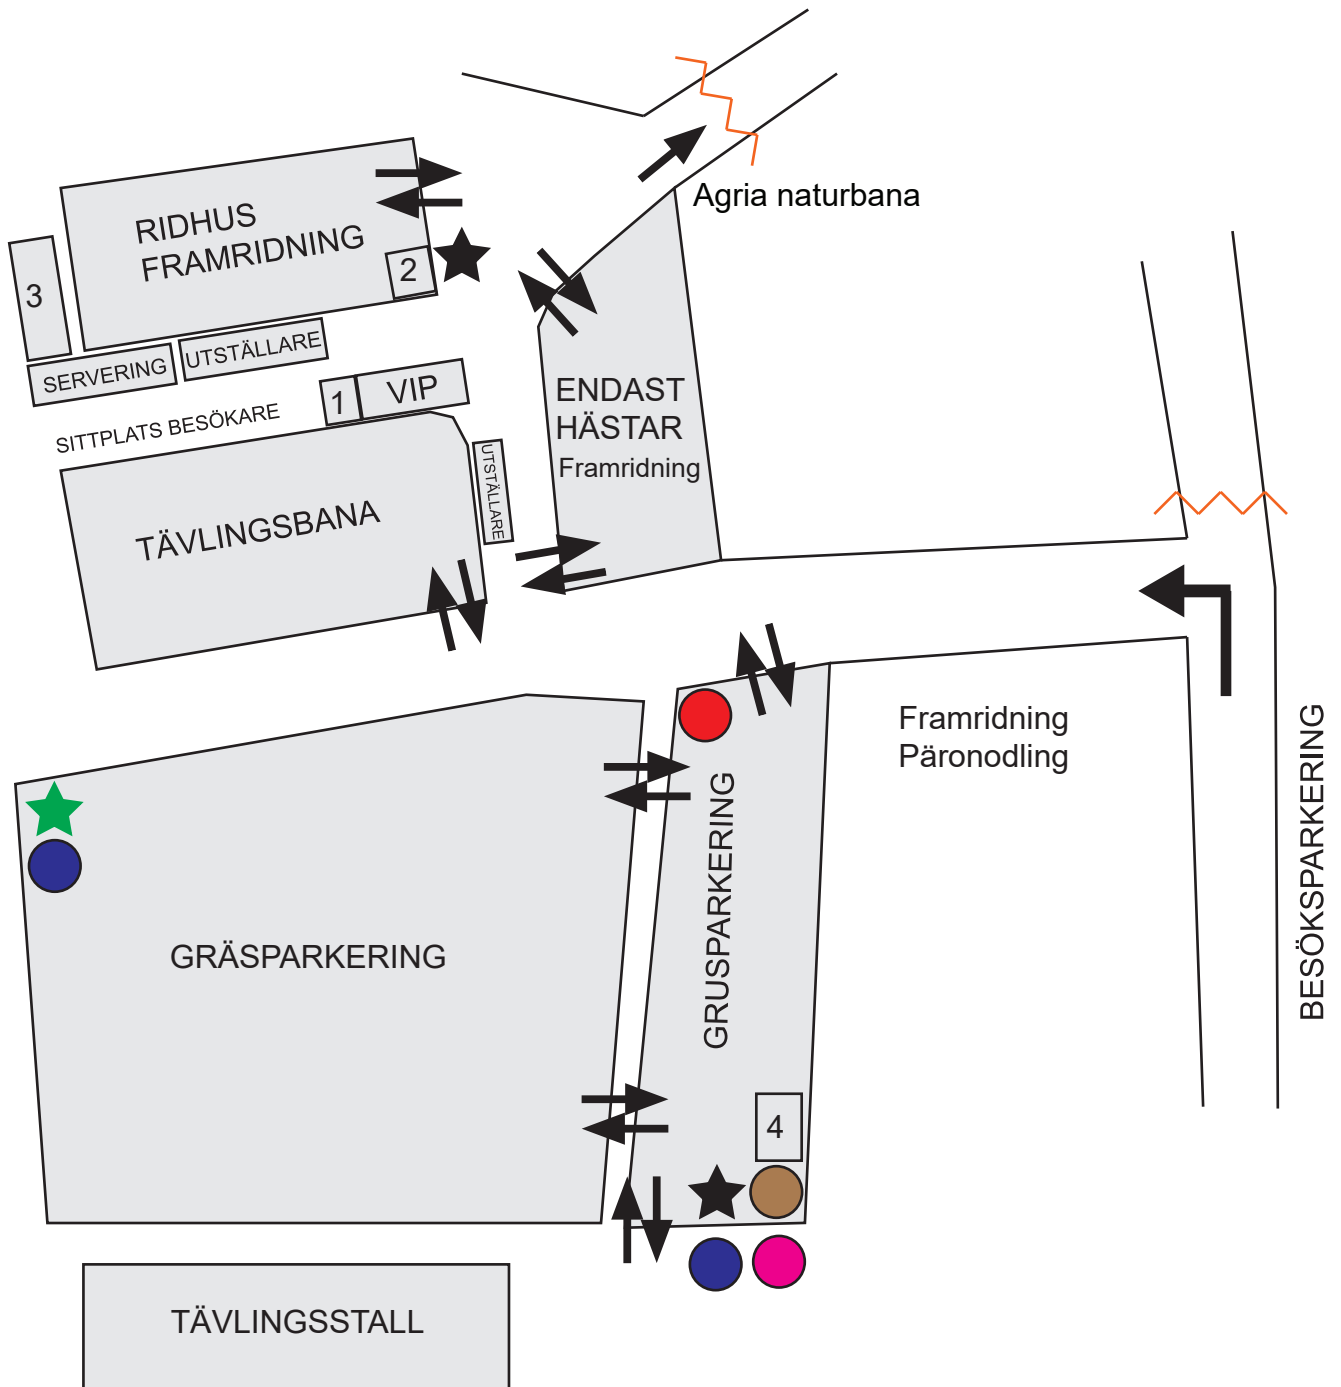 Agria naturbana
RIDHUS
FRAMRIDNING
2
3
SERVERING
UTSTÄLLARE
1
VIP
SITTPLATS BESÖKARE
ENDAST
HÄSTAR
Framridning
UTSTÄLLARE
TÄVLINGSBANA
Framridning
Päronodling
BESÖKSPARKERING
GRUSPARKERING
GRÄSPARKERING
4
TÄVLINGSSTALL